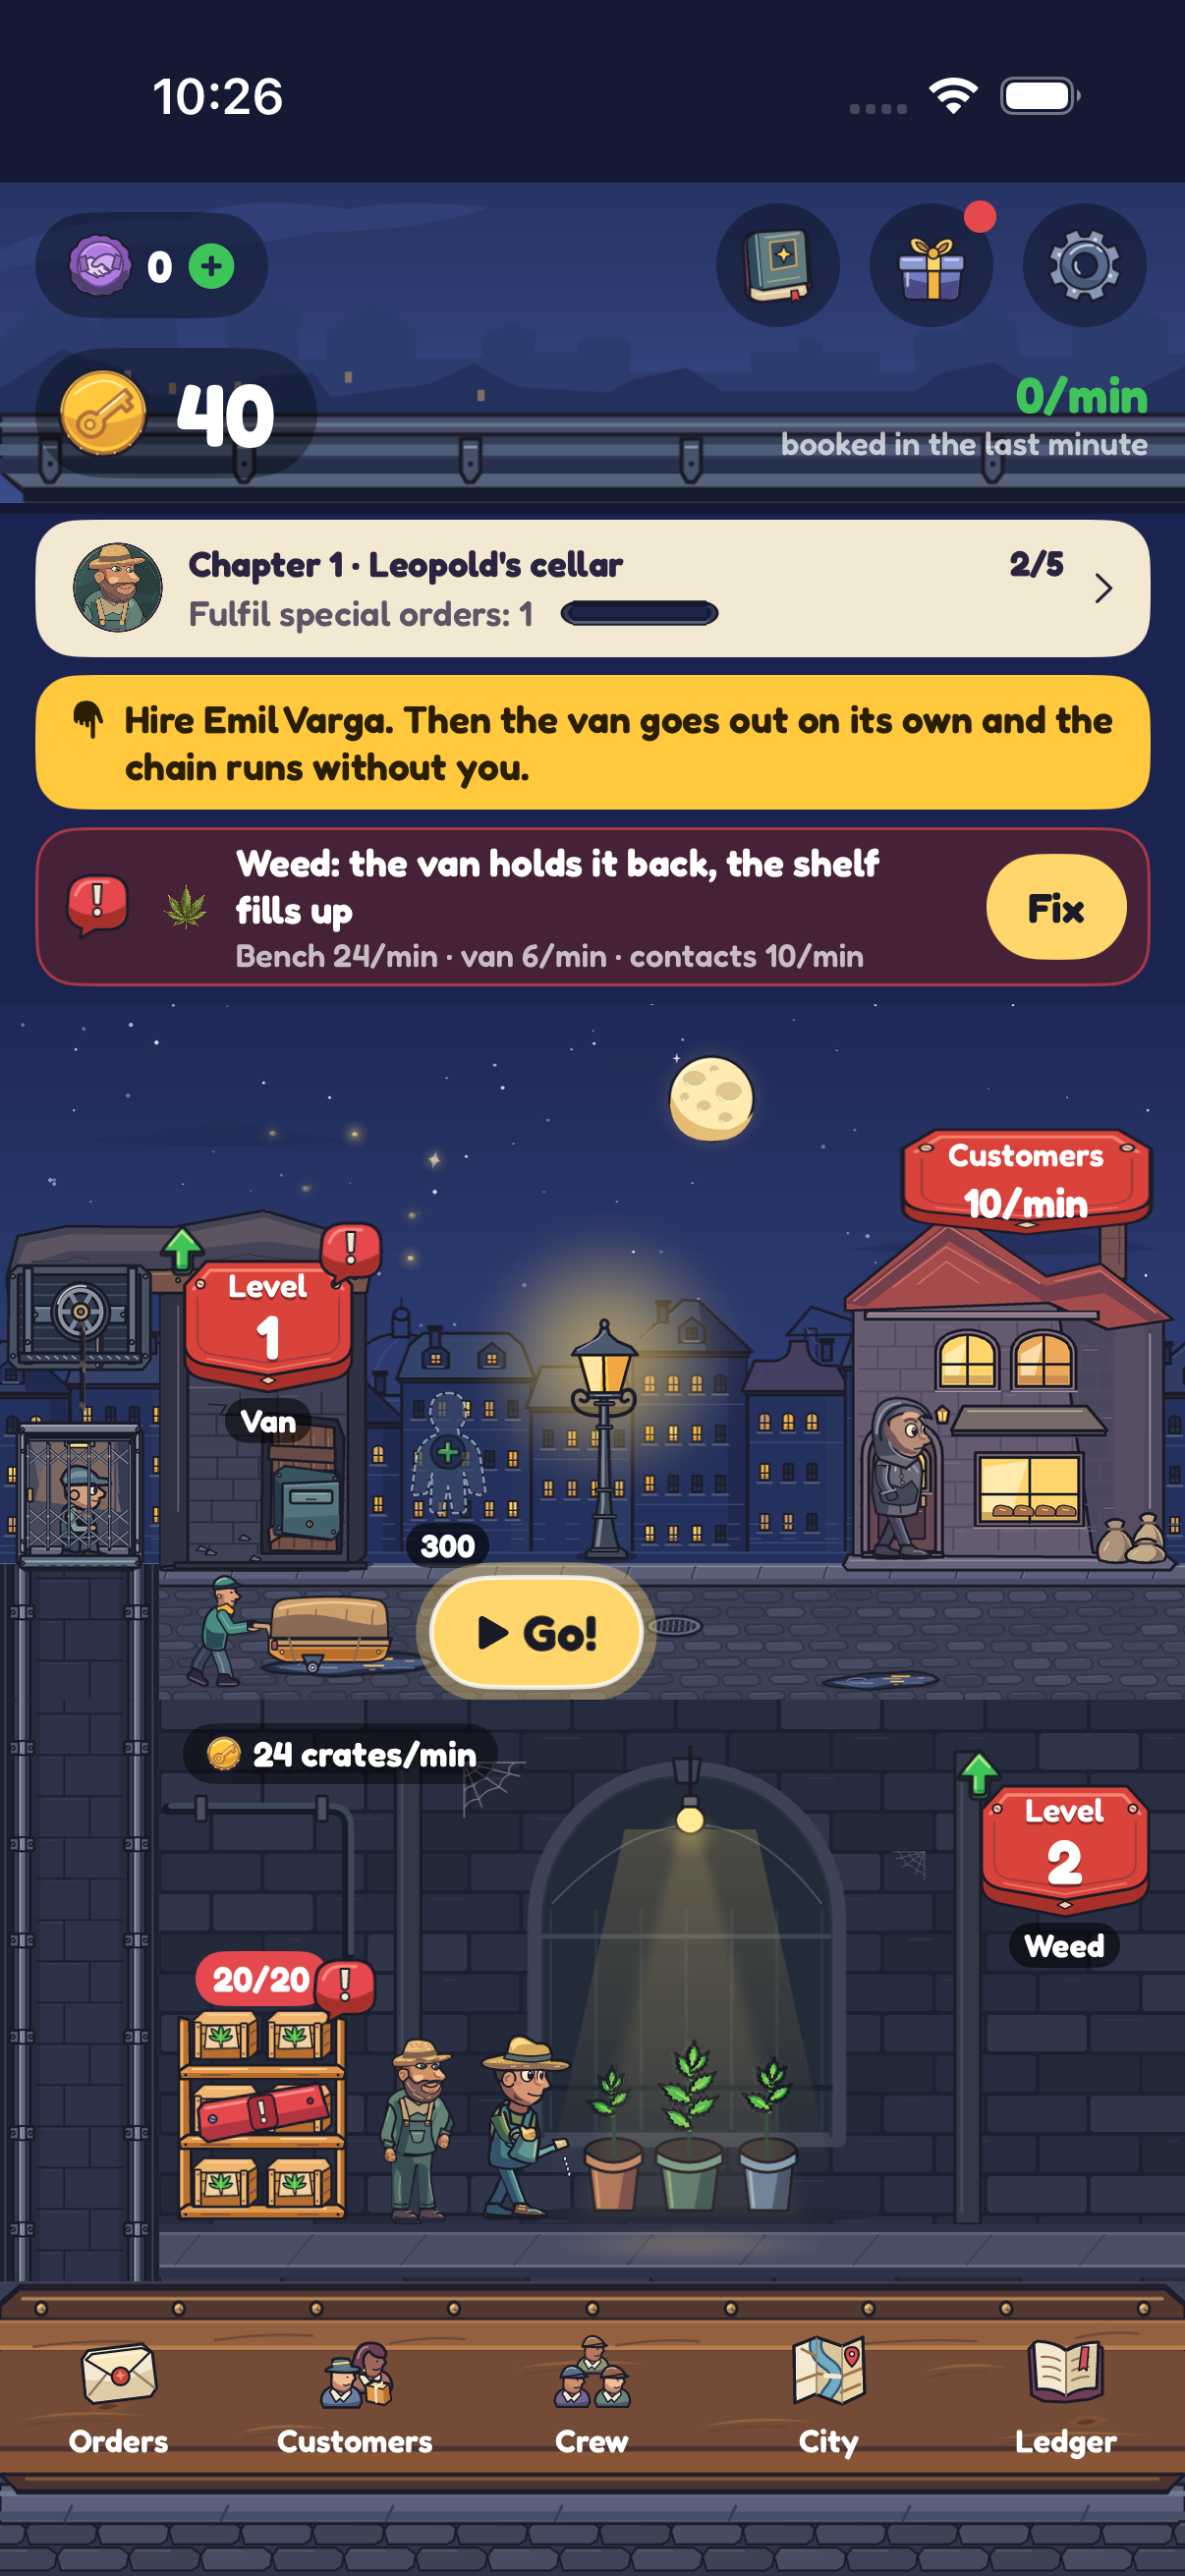 10:26
0
40
0/min
booked in the last minute
Chapter 1 · Leopold's cellar
2/5
Fulfil special orders: 1
Hire Emil Varga. Then the van goes out on its own and the
chain runs without you.
Weed: the van holds it back, the shelf
fills up
Bench 24/min · van 6/min · contacts 10/min
Fix
Customers
10/min
Level
1
Van
300
Go!
24 crates/min
Level
2
Weed
20/20
Orders
Customers
Crew
City
Ledger